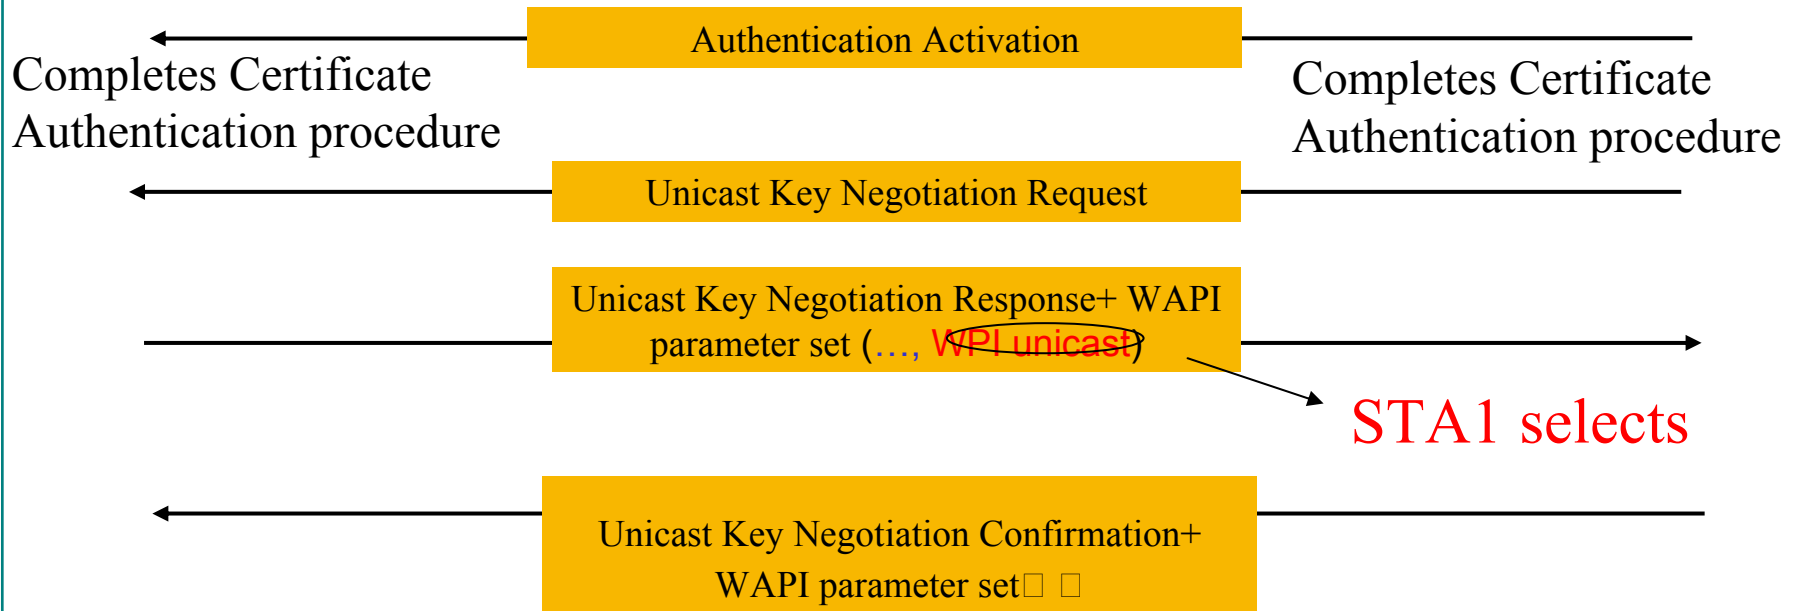 Authentication Activation
Completes Certificate
Authentication procedure
Completes Certificate
Authentication procedure
Unicast Key Negotiation Request
Unicast Key Negotiation Response+ WAPI
parameter set (…, WPI unicast)
STA1 selects
Unicast Key Negotiation Confirmation+
WAPI parameter set□ □